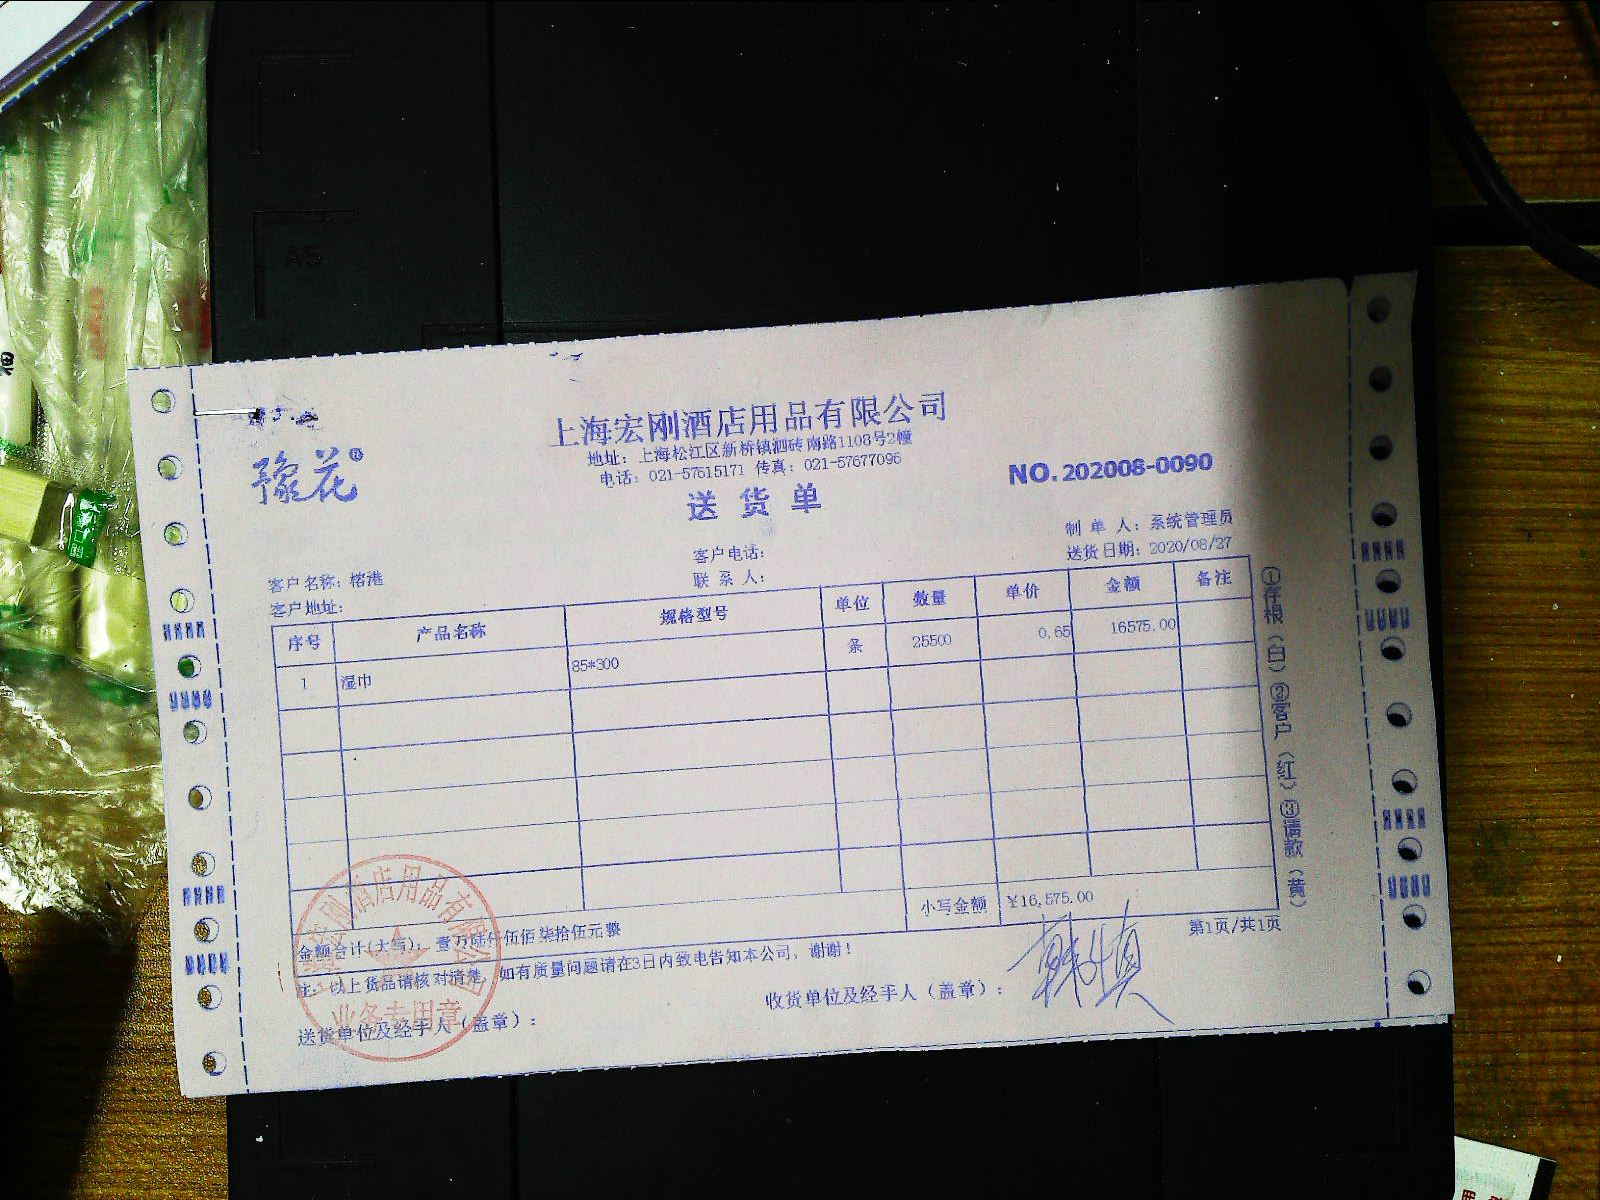 A5
上海宏刚酒店用品有限公司
地址：上海松江区新桥镇泗砖南路1108号2幢
电话：021-57615171 传真：021-57677096
豫花®
NO.202008-0090
送货单
制单人：系统管理员
送货日期：2020/08/27
客户电话：
联系人：
客户名称：榕港
客户地址：
序号 产品名称 规格型号 单位 数量 单价 金额 备注
1 湿巾 85*300 条 25500 0.65 16575.00
小写金额 ¥16,575.00
金额合计(大写)：壹万陆仟伍佰柒拾伍元整
注：以上货品请核对清楚，如有质量问题请在3日内致电告知本公司，谢谢！
第1页/共1页
送货单位及经手人（盖章）：
收货单位及经手人（盖章）：
①存根（白）②客户（红）③请款（黄）
刚酒店用品有限公司
业务专用章